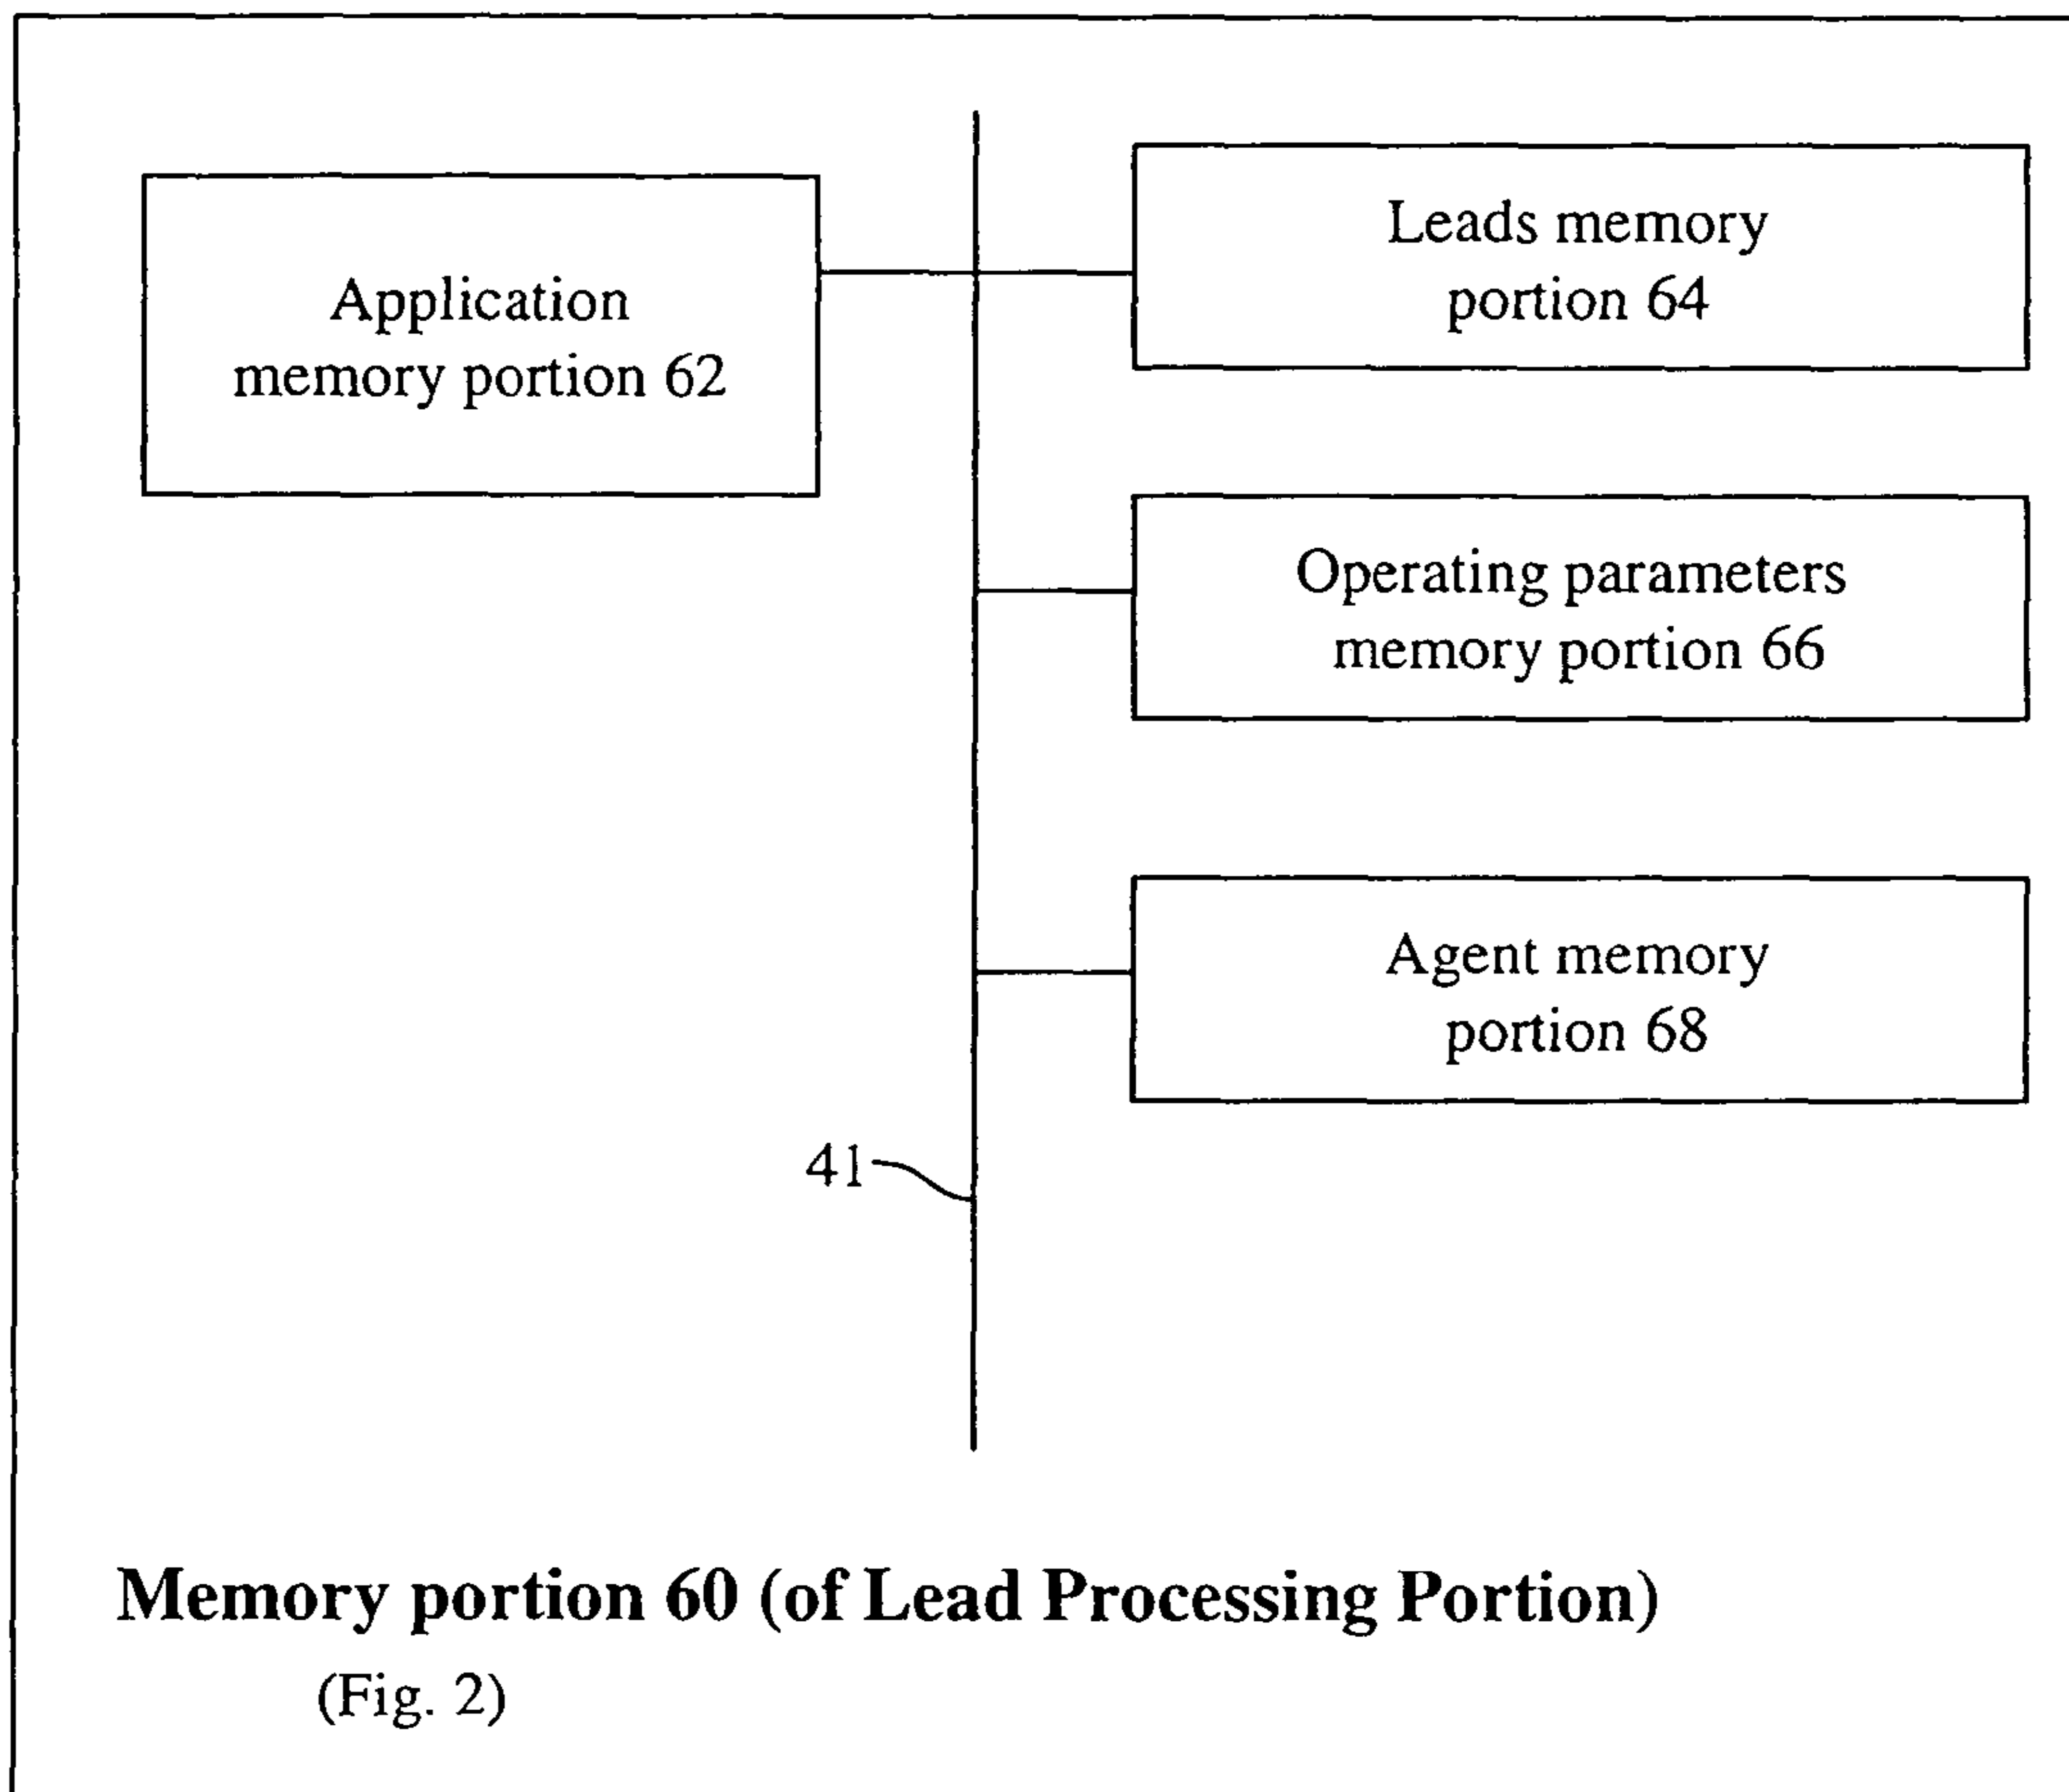 Application
memory portion 62
Leads memory
portion 64
Operating parameters
memory portion 66
Agent memory
portion 68
41
Memory portion 60 (of Lead Processing Portion)
(Fig. 2)